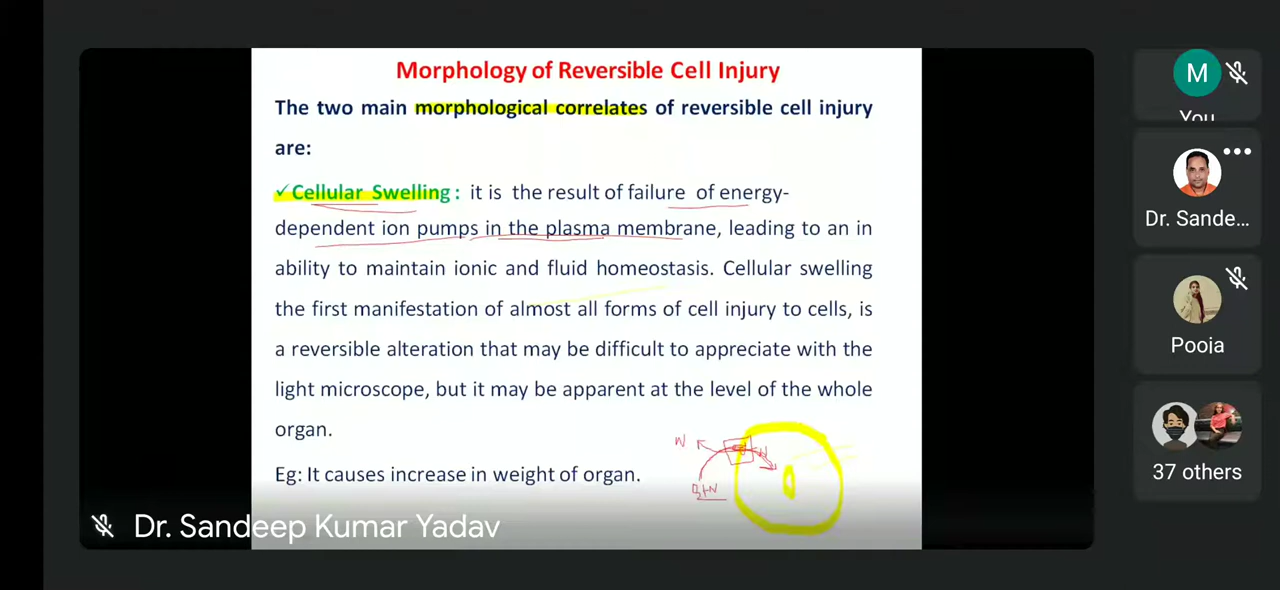 Morphology of Reversible Cell Injury
The two main morphological correlates of reversible cell injury
are:
✓Cellular Swelling : it is the result of failure of energy-
dependent ion pumps in the plasma membrane, leading to an in
ability to maintain ionic and fluid homeostasis. Cellular swelling
the first manifestation of almost all forms of cell injury to cells, is
a reversible alteration that may be difficult to appreciate with the
light microscope, but it may be apparent at the level of the whole
organ.
Eg: It causes increase in weight of organ.
N
Dr. Sandeep Kumar Yadav
M
You
Dr. Sande...
Pooja
37 others